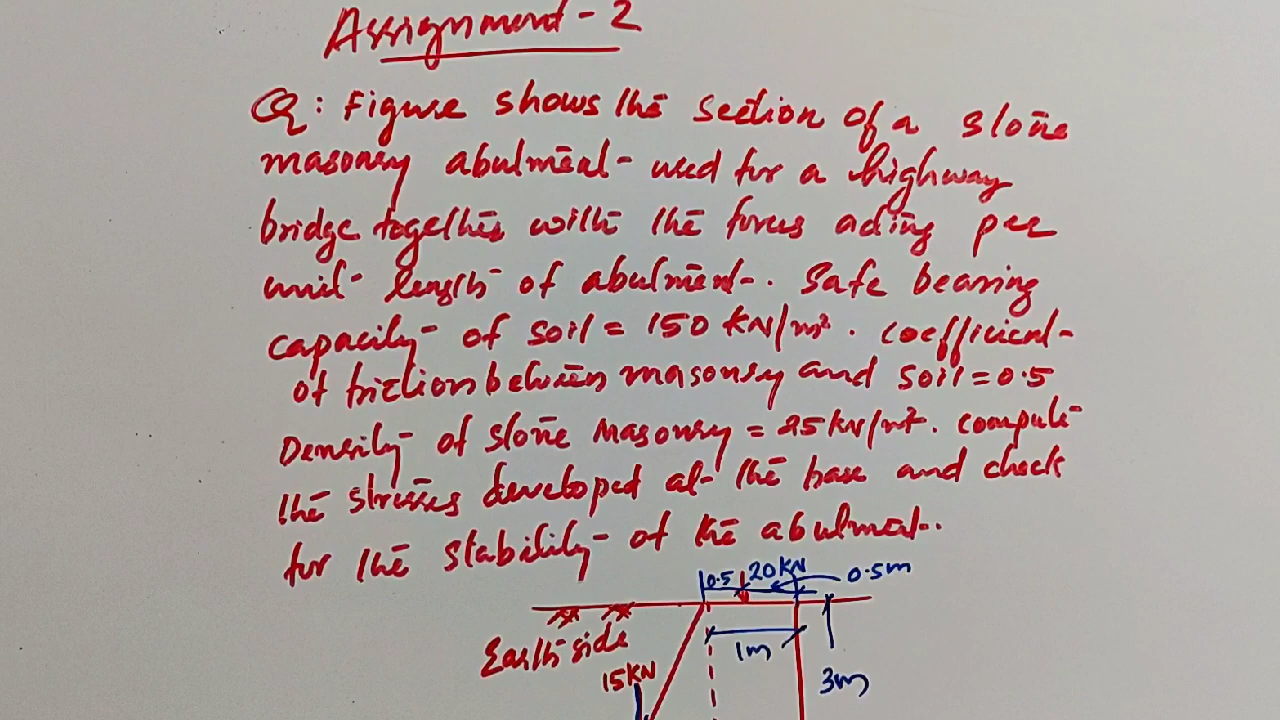 Assignment - 2
Q: Figure shows the section of a stone
masonry abutment used for a highway
bridge together with the forces acting per
unit length of abutment. Safe bearing
capacity of soil = 150 KN/m². coefficient
of friction between masonry and soil = 0.5
Density of stone masonry = 25 KN/m². compute
the stresses developed at the base and check
for the stability of the abutment.
0.5 20KN 0.5m
Earth side
1m
15KN
3m